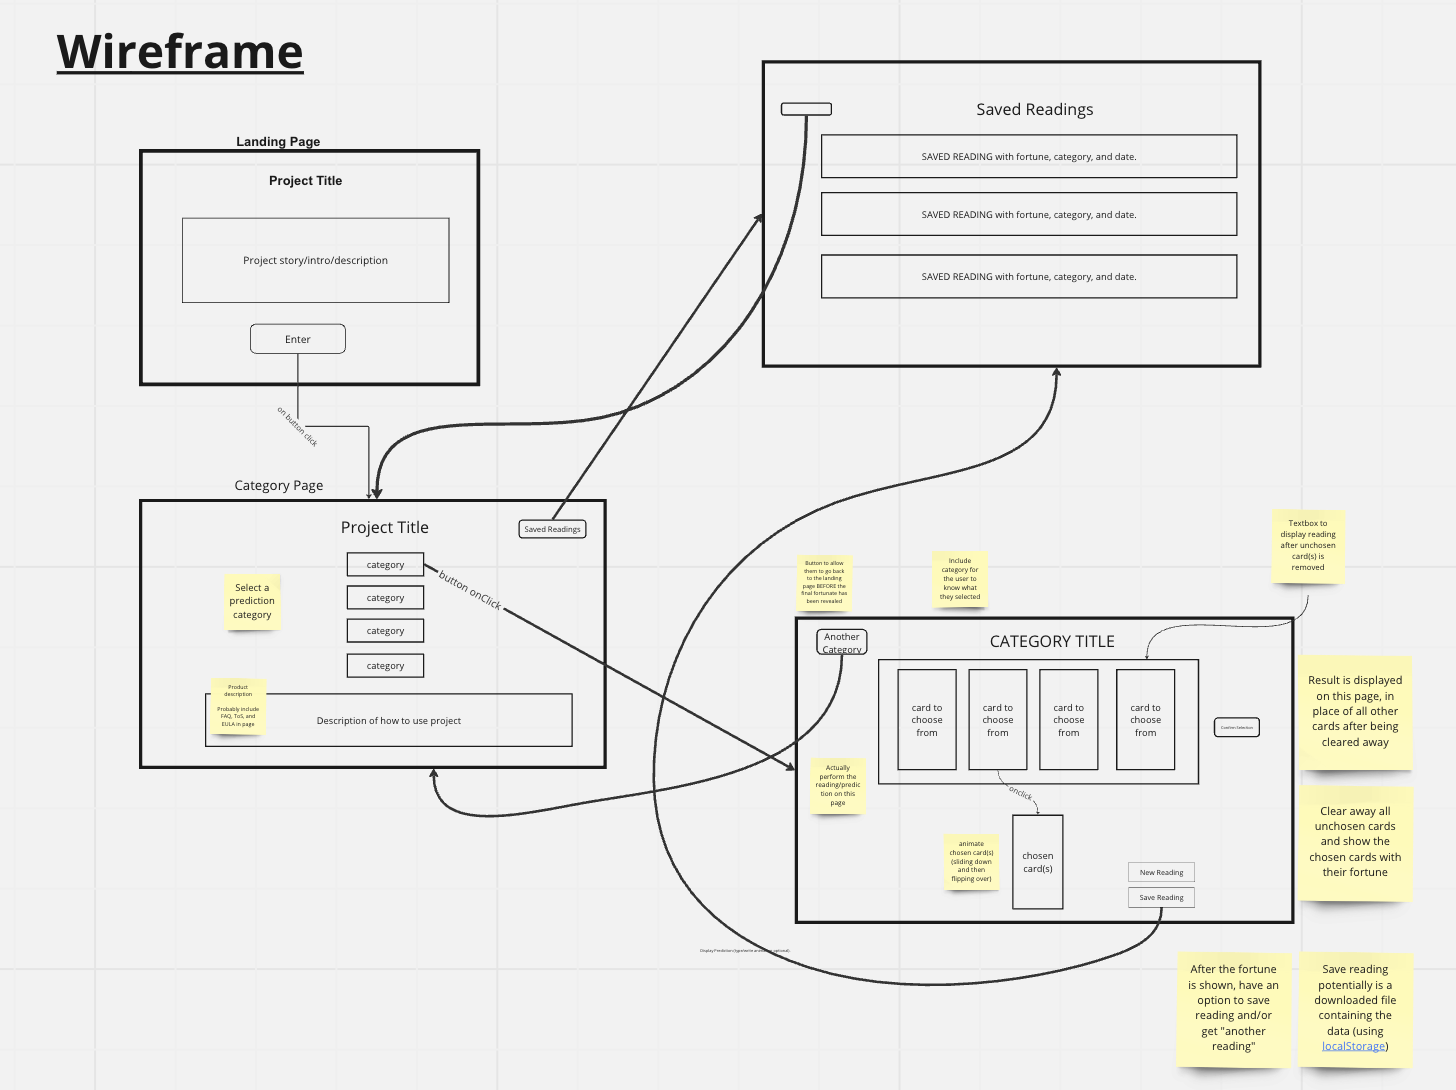 Wireframe
Landing Page
Project Title
Project story/intro/description
Enter
on button click
Saved Readings
SAVED READING with fortune, category, and date.
SAVED READING with fortune, category, and date.
SAVED READING with fortune, category, and date.
Category Page
Project Title
Saved Readings
category
category
category
category
button onClick
Select a
prediction
category
Product
description
Probably include
FAQ, ToS, and
EULA in page
Description of how to use project
Button to allow
them to go back
to the landing
page BEFORE the
final fortunate has
been revealed
Include
category for
the user to
know what
they selected
Textbox to
display reading
after unchosen
card(s) is
removed
Another
Category
CATEGORY TITLE
card to
choose
from
card to
choose
from
card to
choose
from
card to
choose
from
Confirm Selection
onclick
Actually
perform the
reading/predic
tion on this
page
animate
chosen card(s)
(sliding down
and then
flipping over)
chosen
card(s)
New Reading
Save Reading
Result is displayed
on this page, in
place of all other
cards after being
cleared away
Clear away all
unchosen cards
and show the
chosen cards with
their fortune
Display Prediction
optional).
After the fortune
is shown, have an
option to save
reading and/or
get "another
reading"
Save reading
potentially is a
downloaded file
containing the
data (using
localStorage)